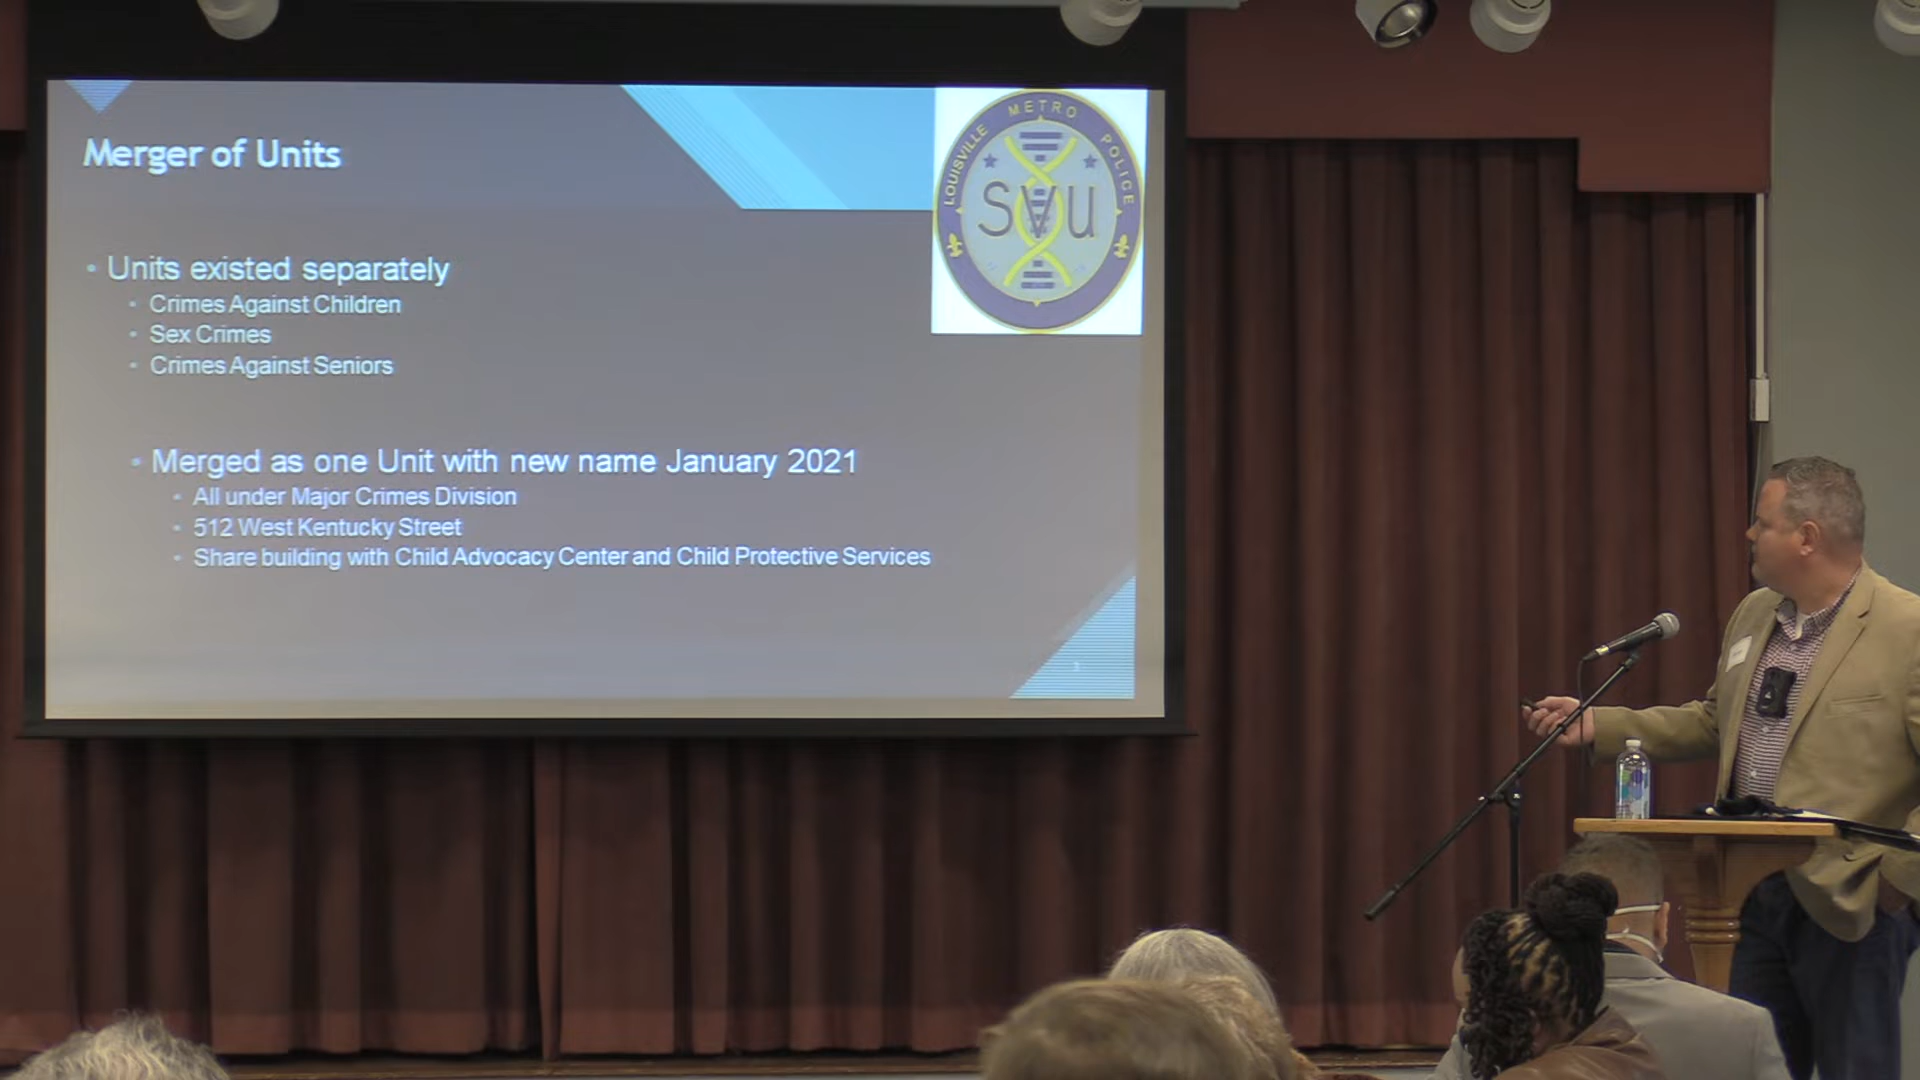 Merger of Units
LOUISVILLE METRO POLICE
SVU
• Units existed separately
• Crimes Against Children
• Sex Crimes
• Crimes Against Seniors
• Merged as one Unit with new name January 2021
• All under Major Crimes Division
• 512 West Kentucky Street
• Share building with Child Advocacy Center and Child Protective Services